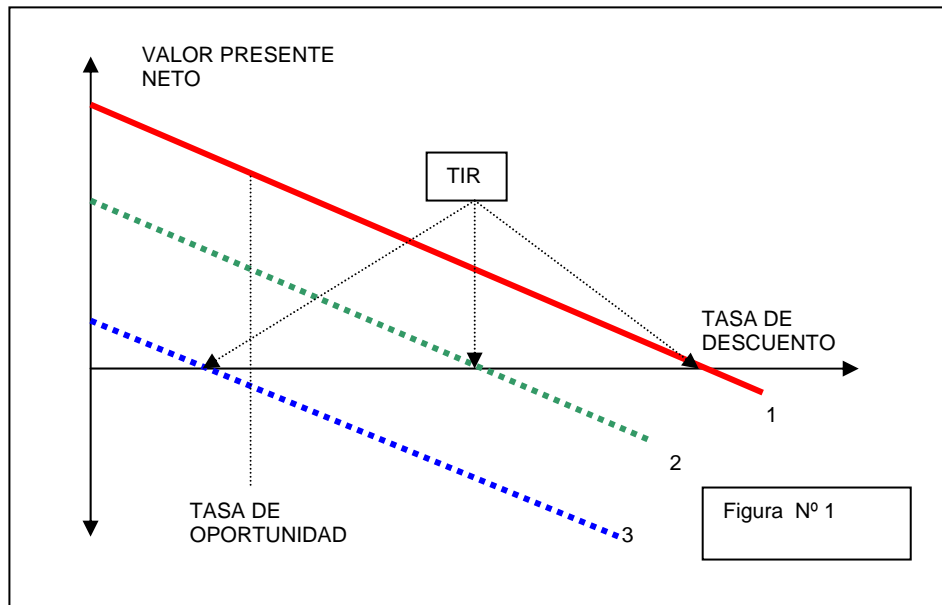 VALOR PRESENTE
NETO
TIR
TASA DE
DESCUENTO
1
2
TASA DE
OPORTUNIDAD
3
Figura Nº 1